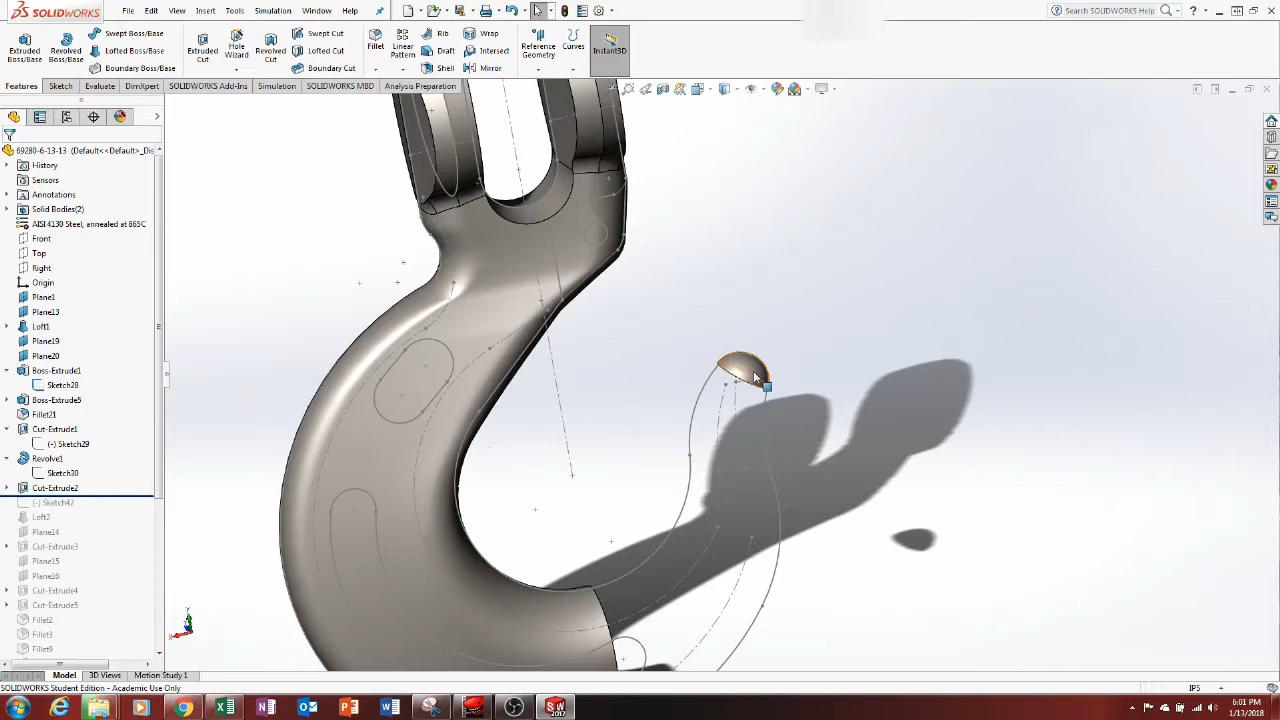 SOLIDWORKS
File Edit View Insert Tools Simulation Window Help
Search SOLIDWORKS Help
Extruded Boss/Base
Revolved Boss/Base
Swept Boss/Base
Lofted Boss/Base
Boundary Boss/Base
Extruded Cut
Hole Wizard
Revolved Cut
Swept Cut
Lofted Cut
Boundary Cut
Fillet
Linear Pattern
Rib
Draft
Shell
Wrap
Intersect
Mirror
Reference Geometry
Curves
Instant3D
Features Sketch Evaluate DimXpert SOLIDWORKS Add-Ins Simulation SOLIDWORKS MBD Analysis Preparation
69280-6-13-13 (Default<<Default>_Dis
History
Sensors
Annotations
Solid Bodies(2)
AISI 4130 Steel, annealed at 865C
Front
Top
Right
Origin
Plane1
Plane13
Loft1
Plane19
Plane20
Boss-Extrude1
Sketch28
Boss-Extrude5
Fillet21
Cut-Extrude1
(-) Sketch29
Revolve1
Sketch30
Cut-Extrude2
(-) Sketch42
Loft2
Plane14
Cut-Extrude3
Plane15
Plane16
Cut-Extrude4
Cut-Extrude5
Fillet2
Fillet3
Fillet9
Model 3D Views Motion Study 1
SOLIDWORKS Student Edition - Academic Use Only
IPS
6:01 PM
1/13/2018